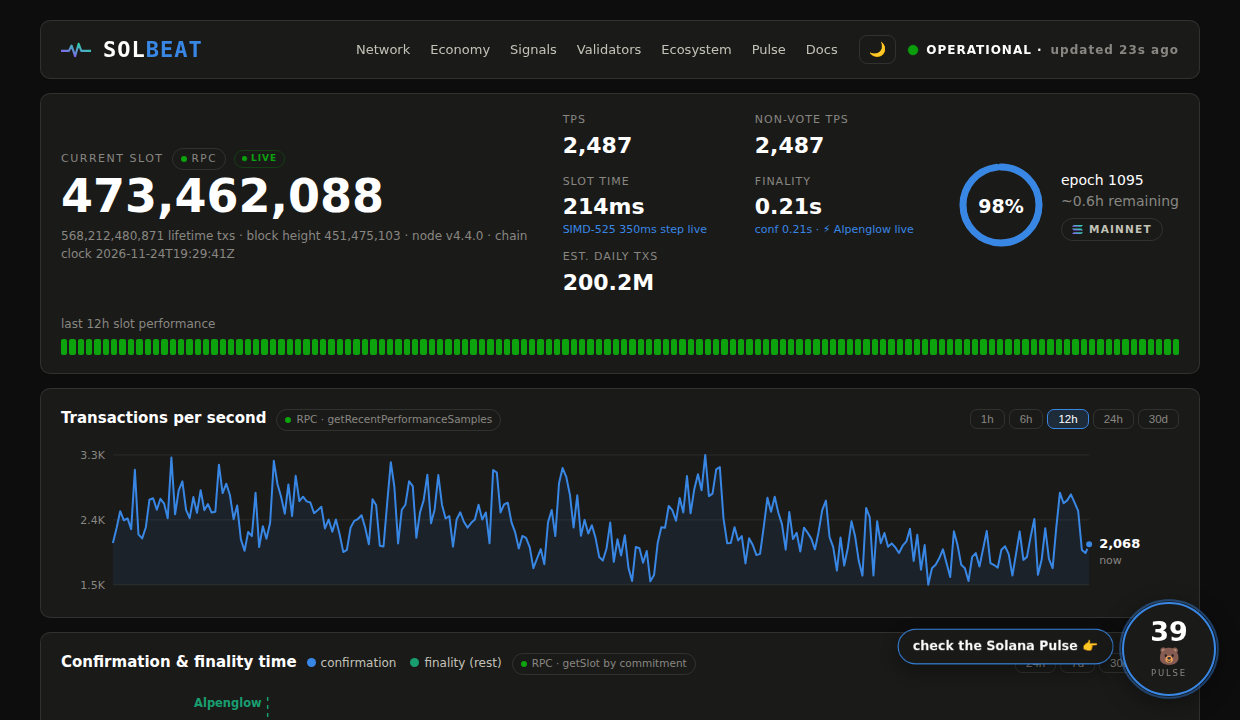 SOLBEAT
Network Economy Signals Validators Ecosystem Pulse Docs
OPERATIONAL · updated 23s ago
CURRENT SLOT RPC LIVE
473,462,088
568,212,480,871 lifetime txs · block height 451,475,103 · node v4.4.0 · chain
clock 2026-11-24T19:29:41Z
TPS
2,487
NON-VOTE TPS
2,487
SLOT TIME
214ms
SIMD-525 350ms step live
FINALITY
0.21s
conf 0.21s · ⚡ Alpenglow live
EST. DAILY TXS
200.2M
98%
epoch 1095
~0.6h remaining
MAINNET
last 12h slot performance
Transactions per second RPC · getRecentPerformanceSamples
1h 6h 12h 24h 30d
3.3K
2.4K
1.5K
2,068
now
Confirmation & finality time confirmation finality (rest) RPC · getSlot by commitment
Alpenglow
check the Solana Pulse 👉
39
PULSE